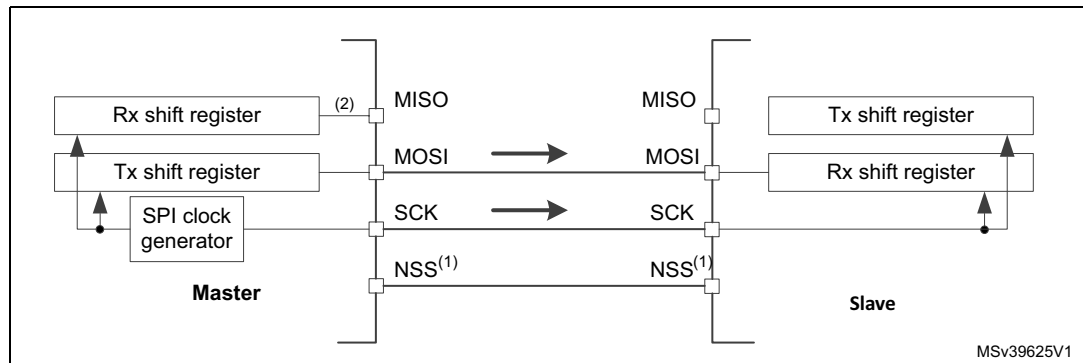 MISO
MISO
(2)
Rx shift register
Tx shift register
MOSI
MOSI
Tx shift register
Rx shift register
SCK
SCK
SPI clock
generator
NSS(1)
NSS(1)
Master
Slave
MSv39625V1